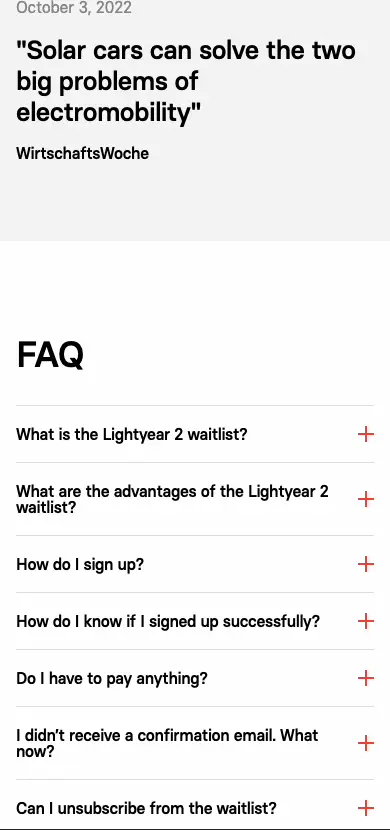 October 3, 2022
"Solar cars can solve the two
big problems of
electromobility"
WirtschaftsWoche
FAQ
What is the Lightyear 2 waitlist?
What are the advantages of the Lightyear 2
waitlist?
How do I sign up?
How do I know if I signed up successfully?
Do I have to pay anything?
I didn't receive a confirmation email. What
now?
Can I unsubscribe from the waitlist?